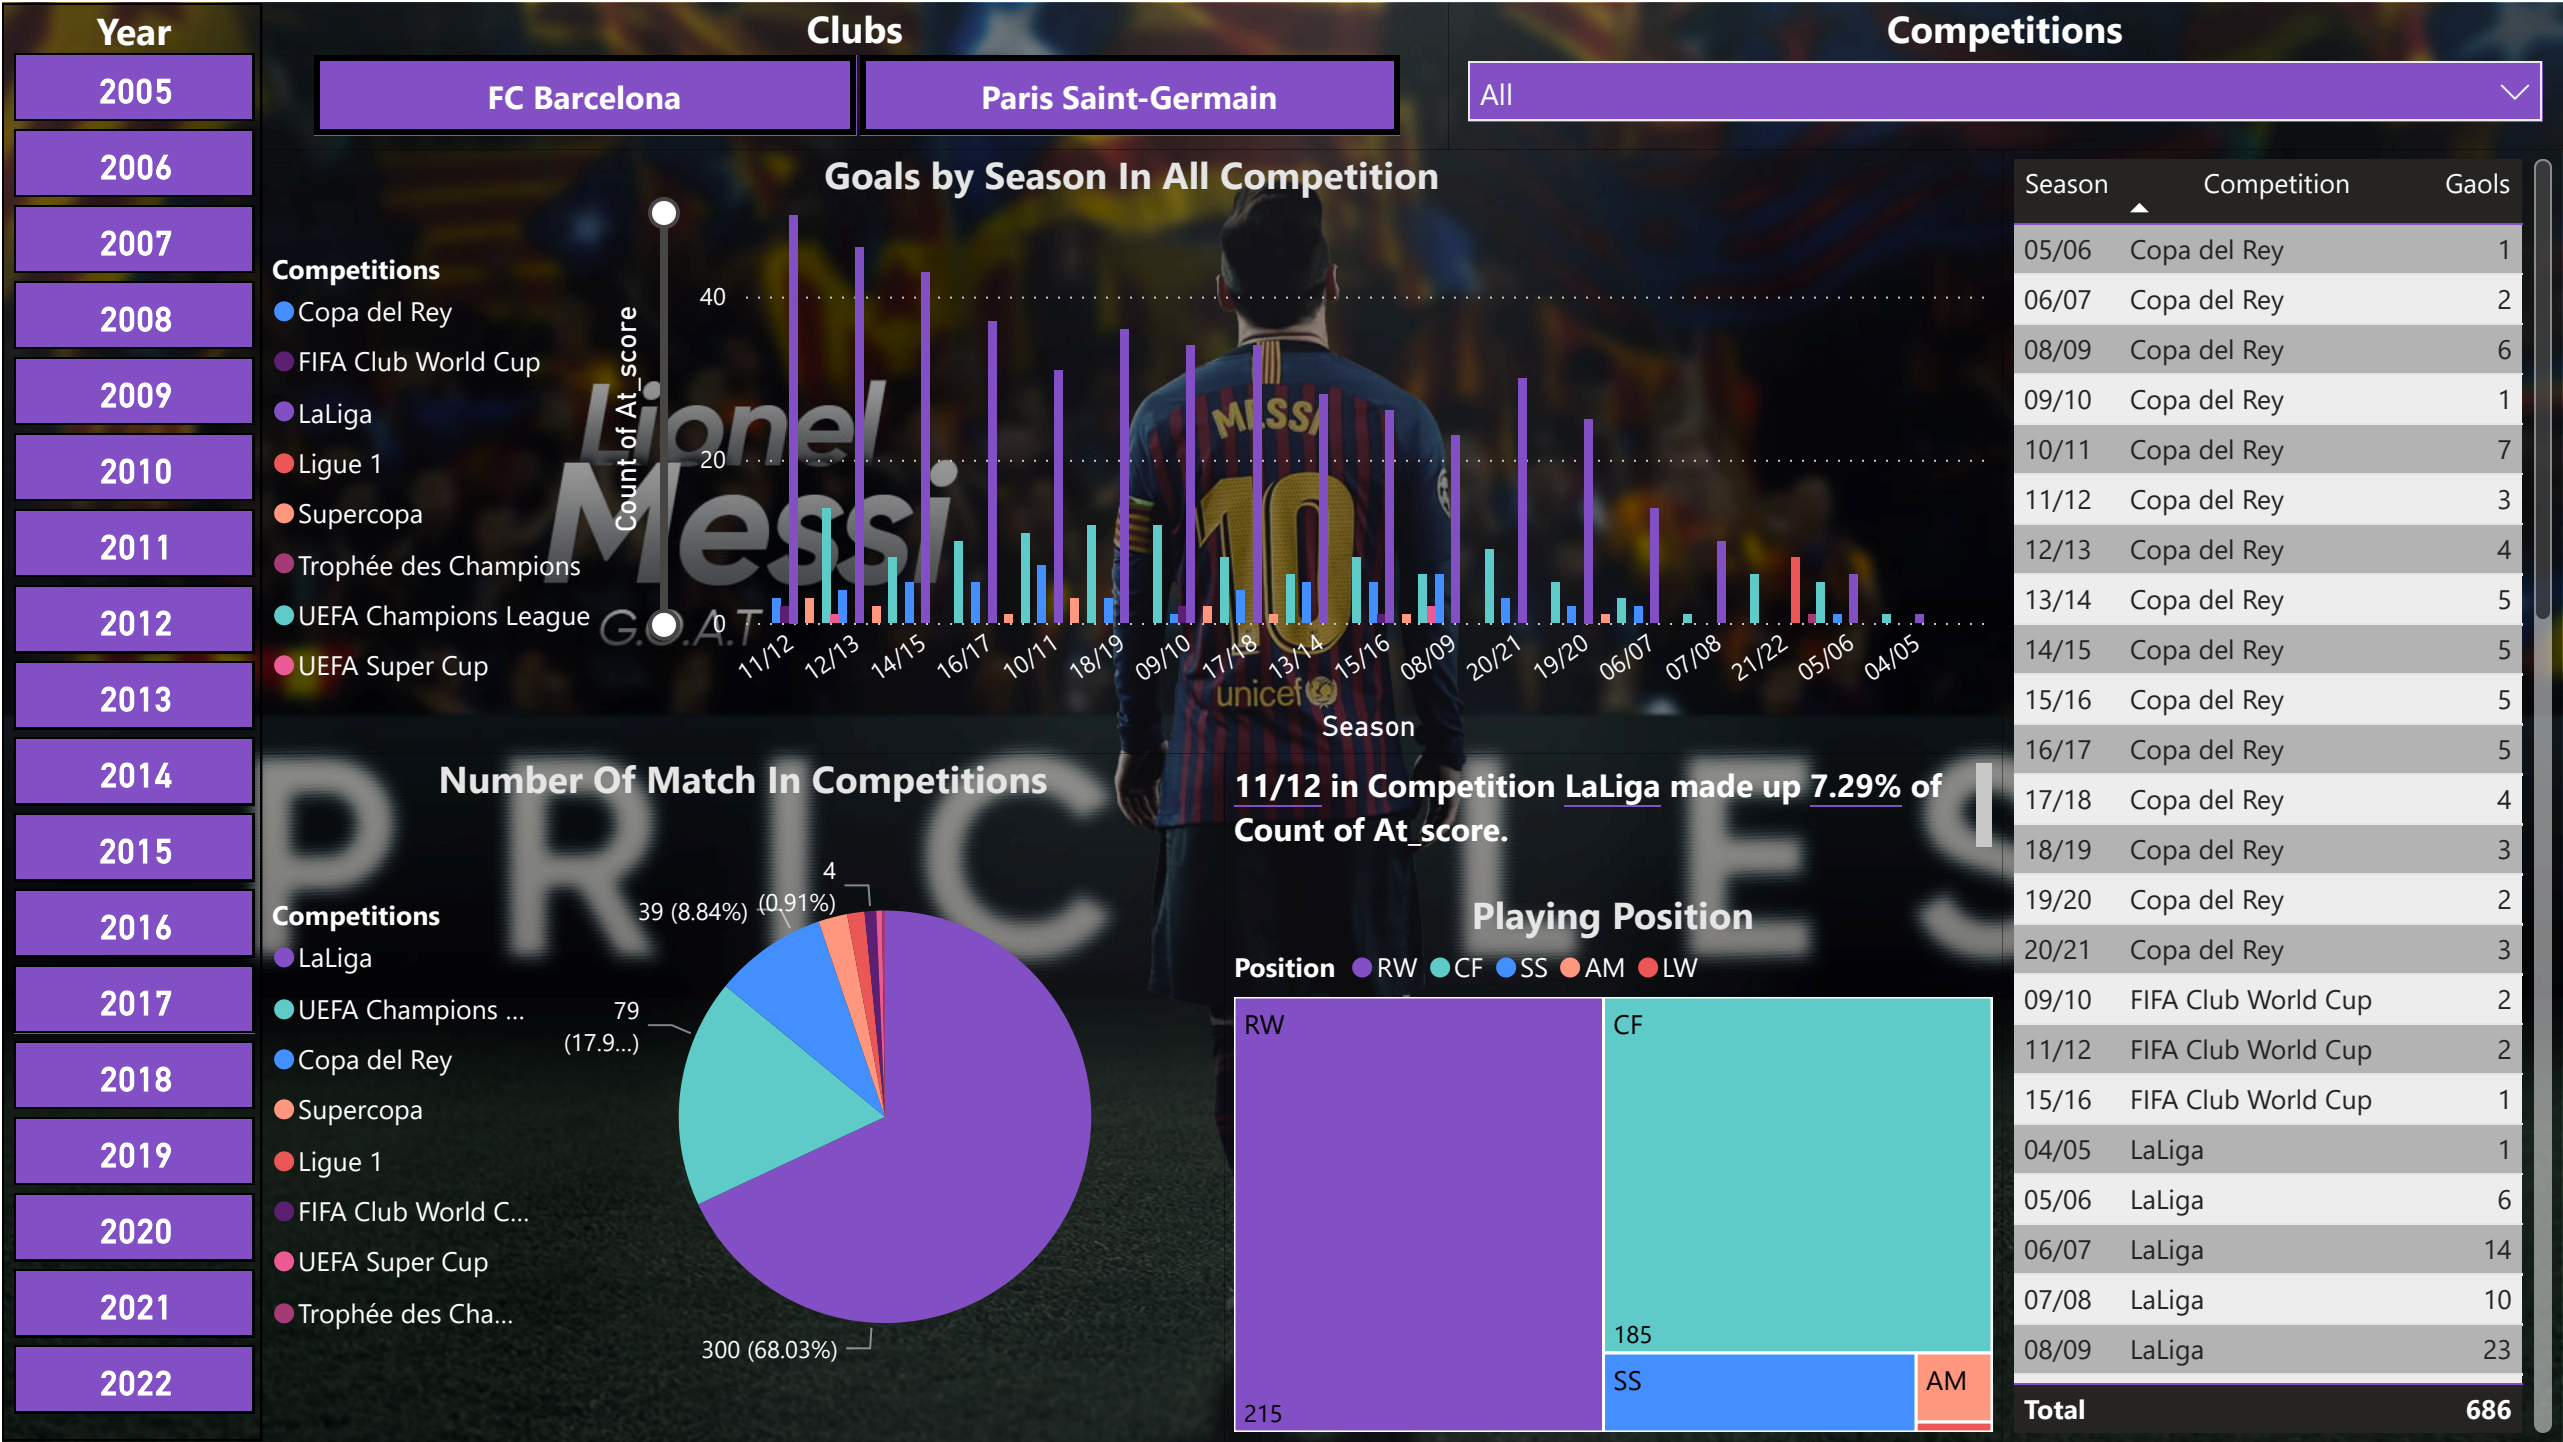 Year
2005
2006
2007
2008
2009
2010
2011
2012
2013
2014
2015
2016
2017
2018
2019
2020
2021
2022
Clubs
FC Barcelona
Paris Saint-Germain
Competitions
All
Goals by Season In All Competition
Competitions
Copa del Rey
FIFA Club World Cup
LaLiga
Ligue 1
Supercopa
Trophée des Champions
UEFA Champions League
UEFA Super Cup
Count of At_score
40
20
0
11/12 12/13 14/15 16/17 10/11 18/19 09/10 17/18 13/14 15/16 08/09 20/21 19/20 06/07 07/08 21/22 05/06 04/05
Season
Lionel
Messi
G.O.A.T
MESSI
10
unicef
PRIC LES
Number Of Match In Competitions
Competitions
LaLiga
UEFA Champions ...
Copa del Rey
Supercopa
Ligue 1
FIFA Club World C...
UEFA Super Cup
Trophée des Cha...
4
(0.91%)
39 (8.84%)
79
(17.9...)
300 (68.03%)
11/12 in Competition LaLiga made up 7.29% of
Count of At_score.
Playing Position
Position RW CF SS AM LW
RW
215
CF
185
SS
AM
Season Competition Gaols
05/06 Copa del Rey 1
06/07 Copa del Rey 2
08/09 Copa del Rey 6
09/10 Copa del Rey 1
10/11 Copa del Rey 7
11/12 Copa del Rey 3
12/13 Copa del Rey 4
13/14 Copa del Rey 5
14/15 Copa del Rey 5
15/16 Copa del Rey 5
16/17 Copa del Rey 5
17/18 Copa del Rey 4
18/19 Copa del Rey 3
19/20 Copa del Rey 2
20/21 Copa del Rey 3
09/10 FIFA Club World Cup 2
11/12 FIFA Club World Cup 2
15/16 FIFA Club World Cup 1
04/05 LaLiga 1
05/06 LaLiga 6
06/07 LaLiga 14
07/08 LaLiga 10
08/09 LaLiga 23
Total 686